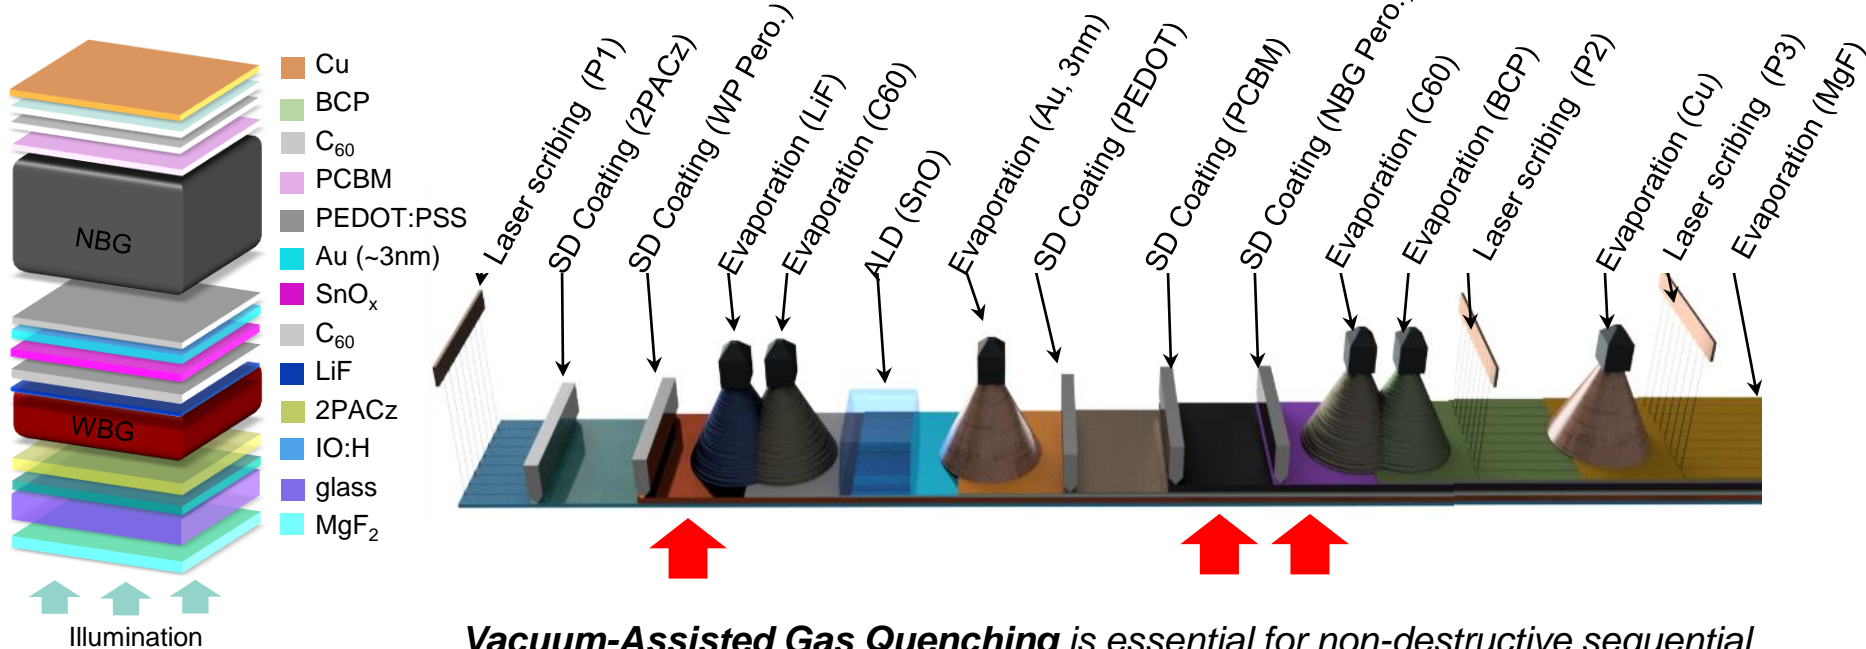 Cu
BCP
C60
PCBM
PEDOT:PSS
Au (~3nm)
SnOx
C60
LiF
2PACz
IO:H
glass
MgF2
NBG
WBG
Illumination
Laser scribing (P1)
SD Coating (2PACz)
SD Coating (WP Pero.)
Evaporation (LiF)
Evaporation (C60)
ALD (SnO)
Evaporation (Au, 3nm)
SD Coating (PEDOT)
SD Coating (PCBM)
SD Coating (NBG Pero.)
Evaporation (C60)
Evaporation (BCP)
Laser scribing (P2)
Evaporation (Cu)
Laser scribing (P3)
Evaporation (MgF)
Vacuum-Assisted Gas Quenching is essential for non-destructive sequential